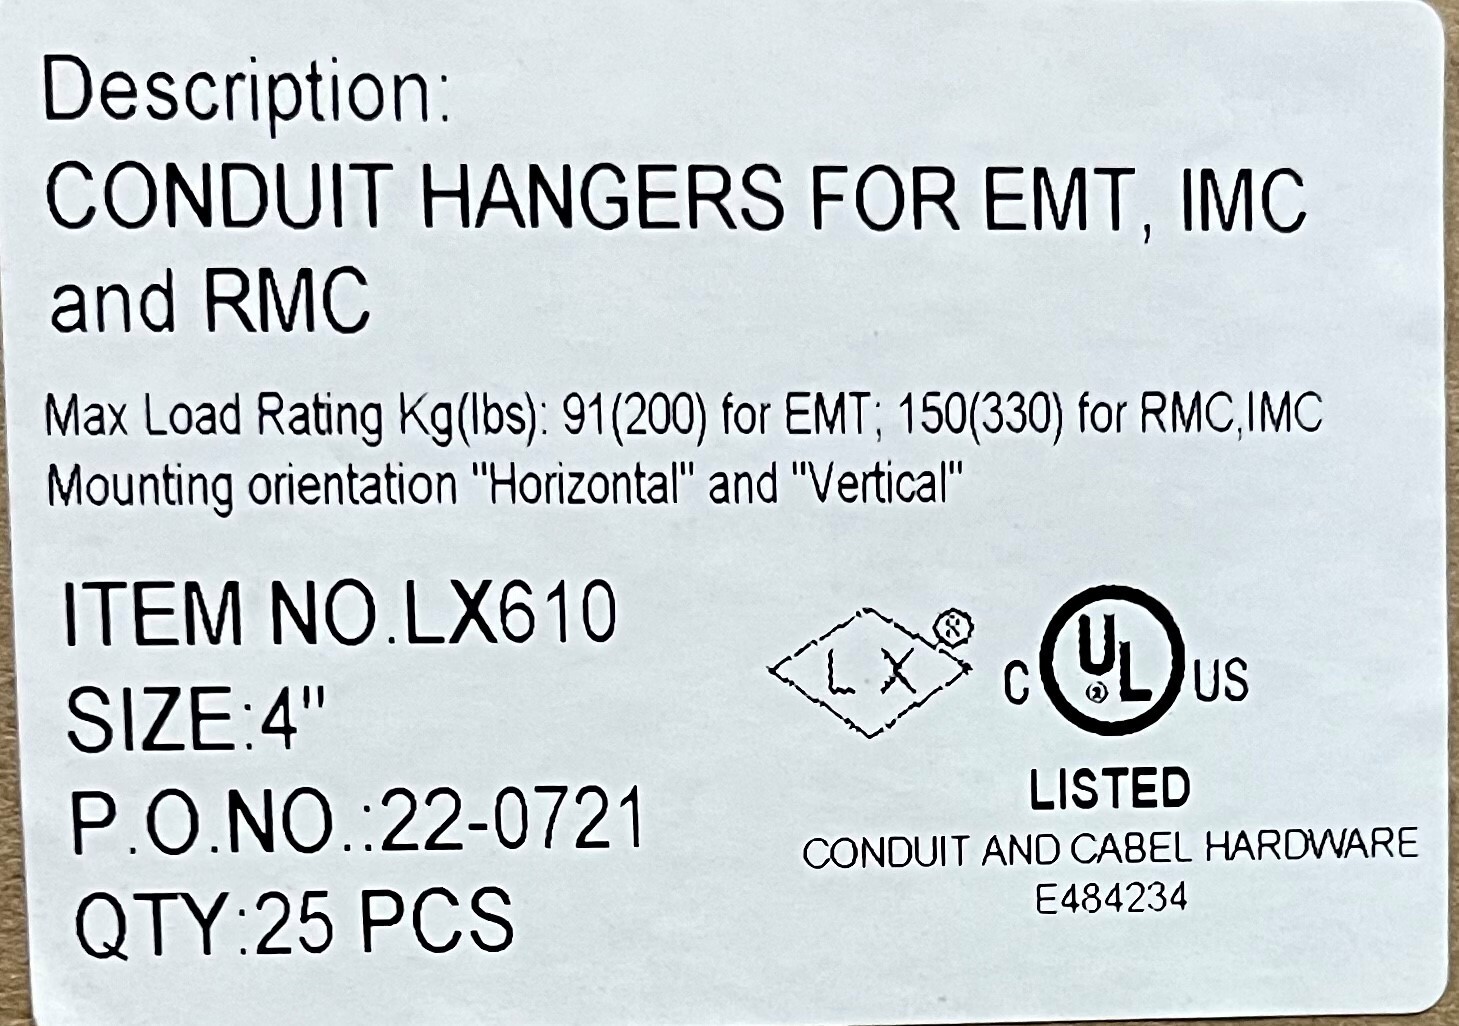 Description:
CONDUIT HANGERS FOR EMT, IMC
and RMC
Max Load Rating Kg(lbs): 91(200) for EMT; 150(330) for RMC,IMC
Mounting orientation "Horizontal" and "Vertical"
ITEM NO.LX610
SIZE:4"
P.O.NO.:22-0721
QTY:25 PCS
LX ®
C UL ® US
LISTED
CONDUIT AND CABEL HARDWARE
E484234